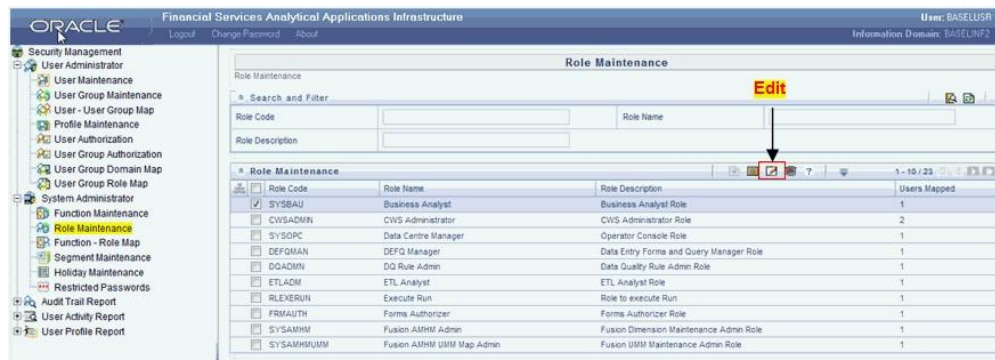 ORACLE
Financial Services Analytical Applications Infrastructure
User: BASELUSR
Logout Change Password About
Information Domain: BASELINF2
Security Management
User Administrator
User Maintenance
User Group Maintenance
User - User Group Map
Profile Maintenance
User Authorization
User Group Authorization
User Group Domain Map
User Group Role Map
System Administrator
Function Maintenance
Role Maintenance
Function - Role Map
Segment Maintenance
Holiday Maintenance
Restricted Passwords
Audit Trail Report
User Activity Report
User Profile Report
Role Maintenance
Role Maintenance
Edit
Search and Filter
Role Code
Role Name
Role Description
Role Maintenance
? 1 - 10 / 23
Role Code Role Name Role Description Users Mapped
SYSBAU Business Analyst Business Analyst Role 1
CWSADMIN CWS Administrator CWS Administrator Role 2
SYSOPC Data Centre Manager Operator Console Role 1
DEFQMAN DEFQ Manager Data Entry Forms and Query Manager Role 1
DQADMN DQ Rule Admin Data Quality Rule Admin Role 1
ETLADM ETL Analyst ETL Analyst Role 1
RLEXERUN Execute Run Role to execute Run 1
FRMAUTH Forms Authorizer Forms Authorizer Role 1
SYSAMHM Fusion AMHM Admin Fusion Dimension Maintenance Admin Role 1
SYSAMHMUMM Fusion AMHM UMM Map Admin Fusion UMM Maintenance Admin Role 1